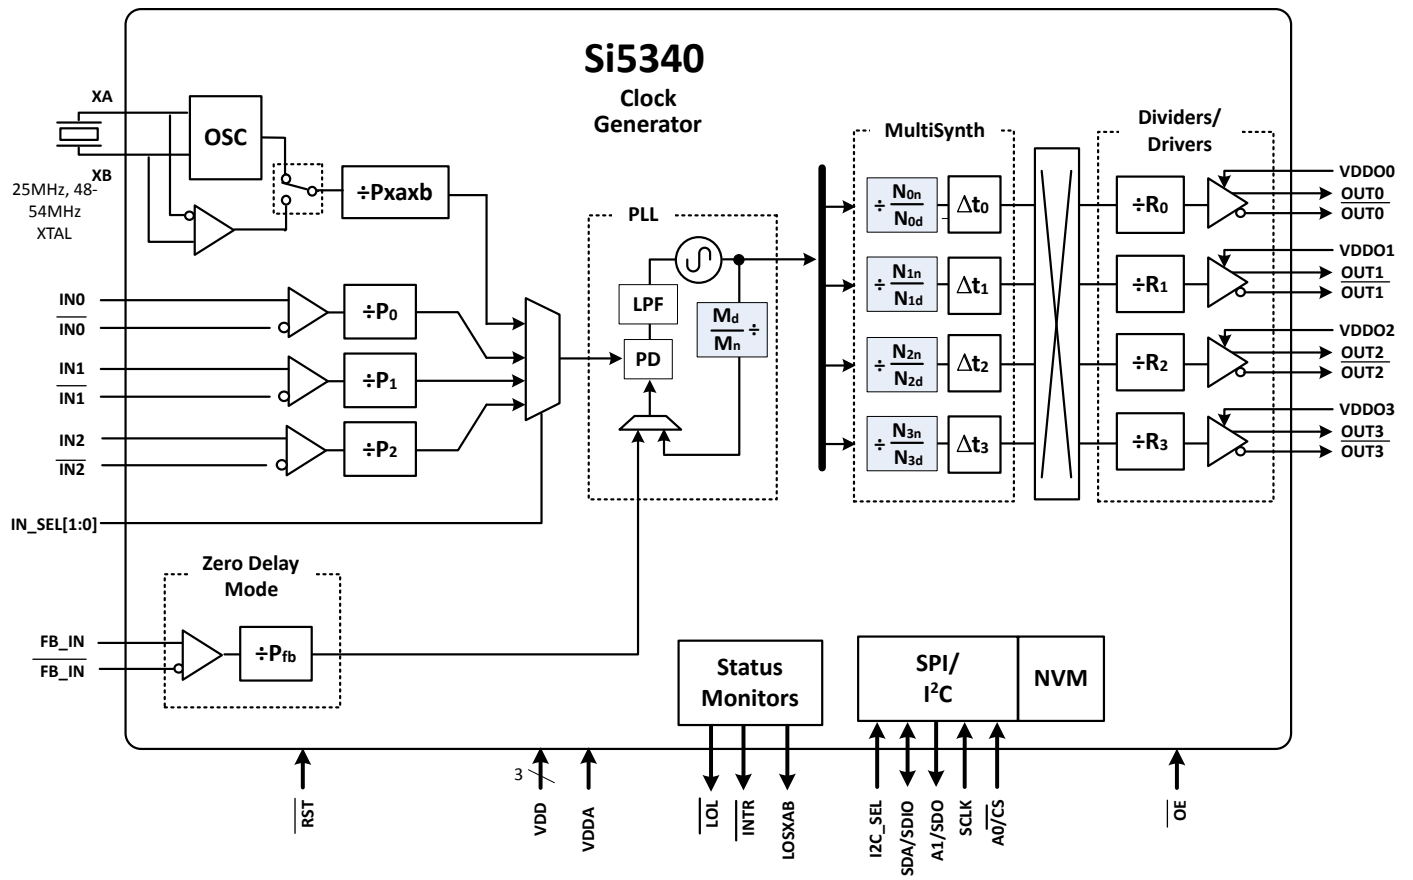 Si5340
Clock
Generator
XA
OSC
XB
25MHz, 48-
54MHz
XTAL
÷Pxaxb
IN0
IN0
÷P0
IN1
IN1
÷P1
IN2
IN2
÷P2
IN_SEL[1:0]
Zero Delay
Mode
FB_IN
FB_IN
÷Pfb
PLL
LPF
PD
Md
Mn
÷
MultiSynth
÷ N0n
N0d
Δt0
÷ N1n
N1d
Δt1
÷ N2n
N2d
Δt2
÷ N3n
N3d
Δt3
Dividers/
Drivers
÷R0
÷R1
÷R2
÷R3
VDDO0
OUT0
OUT0
VDDO1
OUT1
OUT1
VDDO2
OUT2
OUT2
VDDO3
OUT3
OUT3
Status
Monitors
SPI/
I²C
NVM
RST
3
VDD
VDDA
LOL
INTR
LOSXAB
I2C_SEL
SDA/SDIO
A1/SDO
SCLK
A0/CS
OE